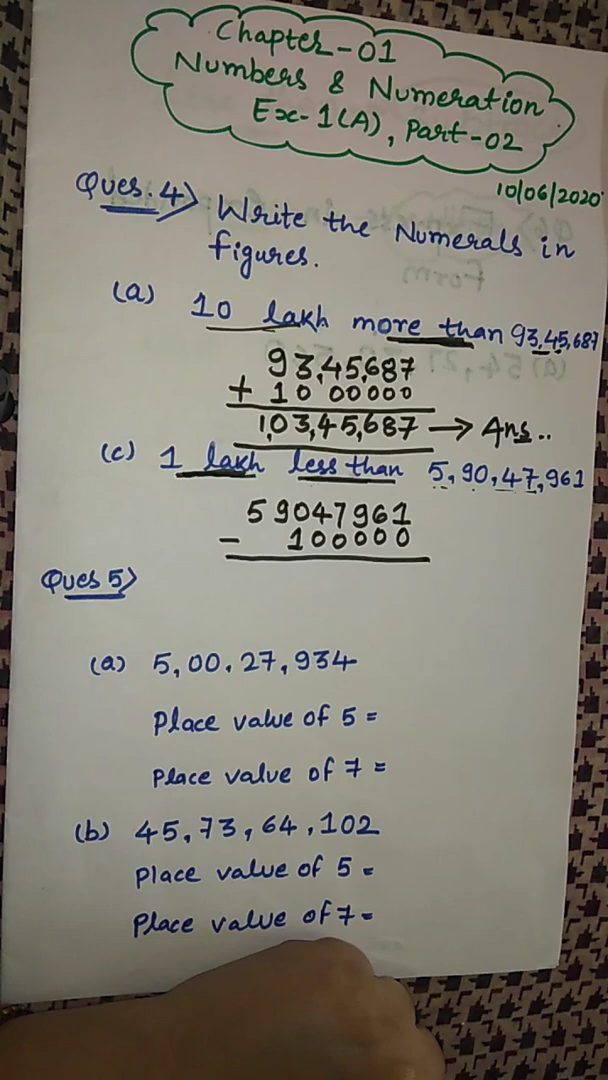 Chapter-01
Numbers & Numeration
Ex-1(A), Part-02
10/06/2020
Ques.4> Write the Numerals in
figures.
(a) 10 lakh more than 93,45,687
93,45,687
+ 10 00000
1,03,45,687 → Ans..
(c) 1 lakh less than 5,90,47,961
59047961
- 100000
Ques 5>
(a) 5,00,27,934
Place value of 5 =
Place value of 7 =
(b) 45,73,64,102
Place value of 5 =
Place value of 7 =